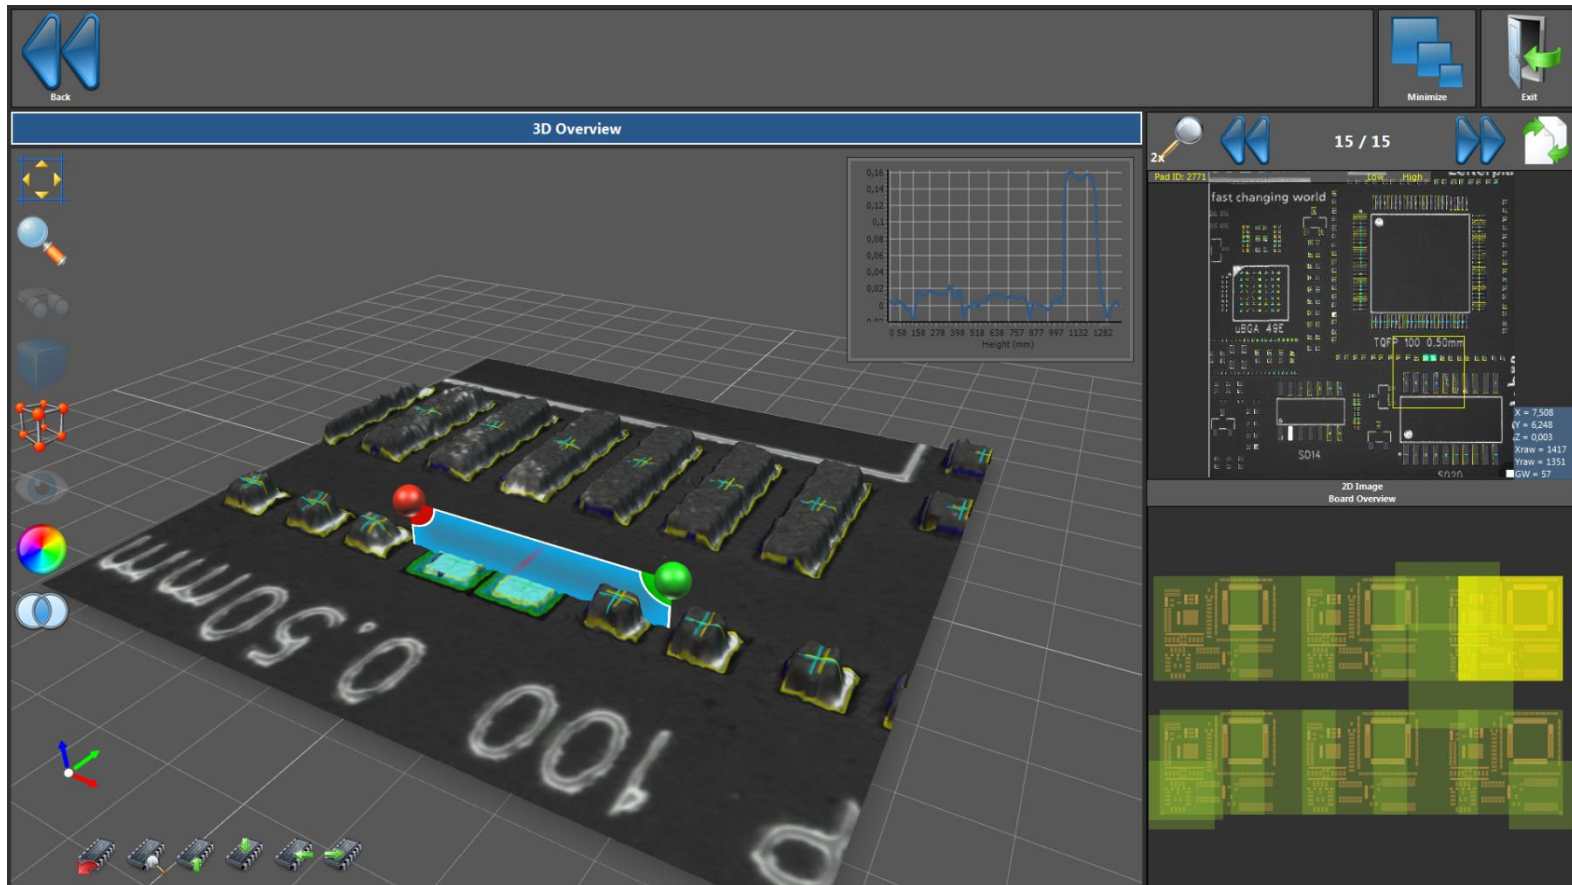 Back
Minimize
Exit
3D Overview
2x
15 / 15
0,16
0,14
0,12
0,1
0,08
0,06
0,04
0,02
0
0 58 158 278 398 518 638 757 877 997 1132 1282
Height (mm)
Pad ID: 2771
Low High
fast changing world
uBGA 49E
TQFP 100 0.50mm
SO14
SO20
X = 7,508
Y = 6,248
Z = 0,003
Xraw = 1417
Yraw = 1351
GW = 57
2D Image
Board Overview
100 0.50mm
P